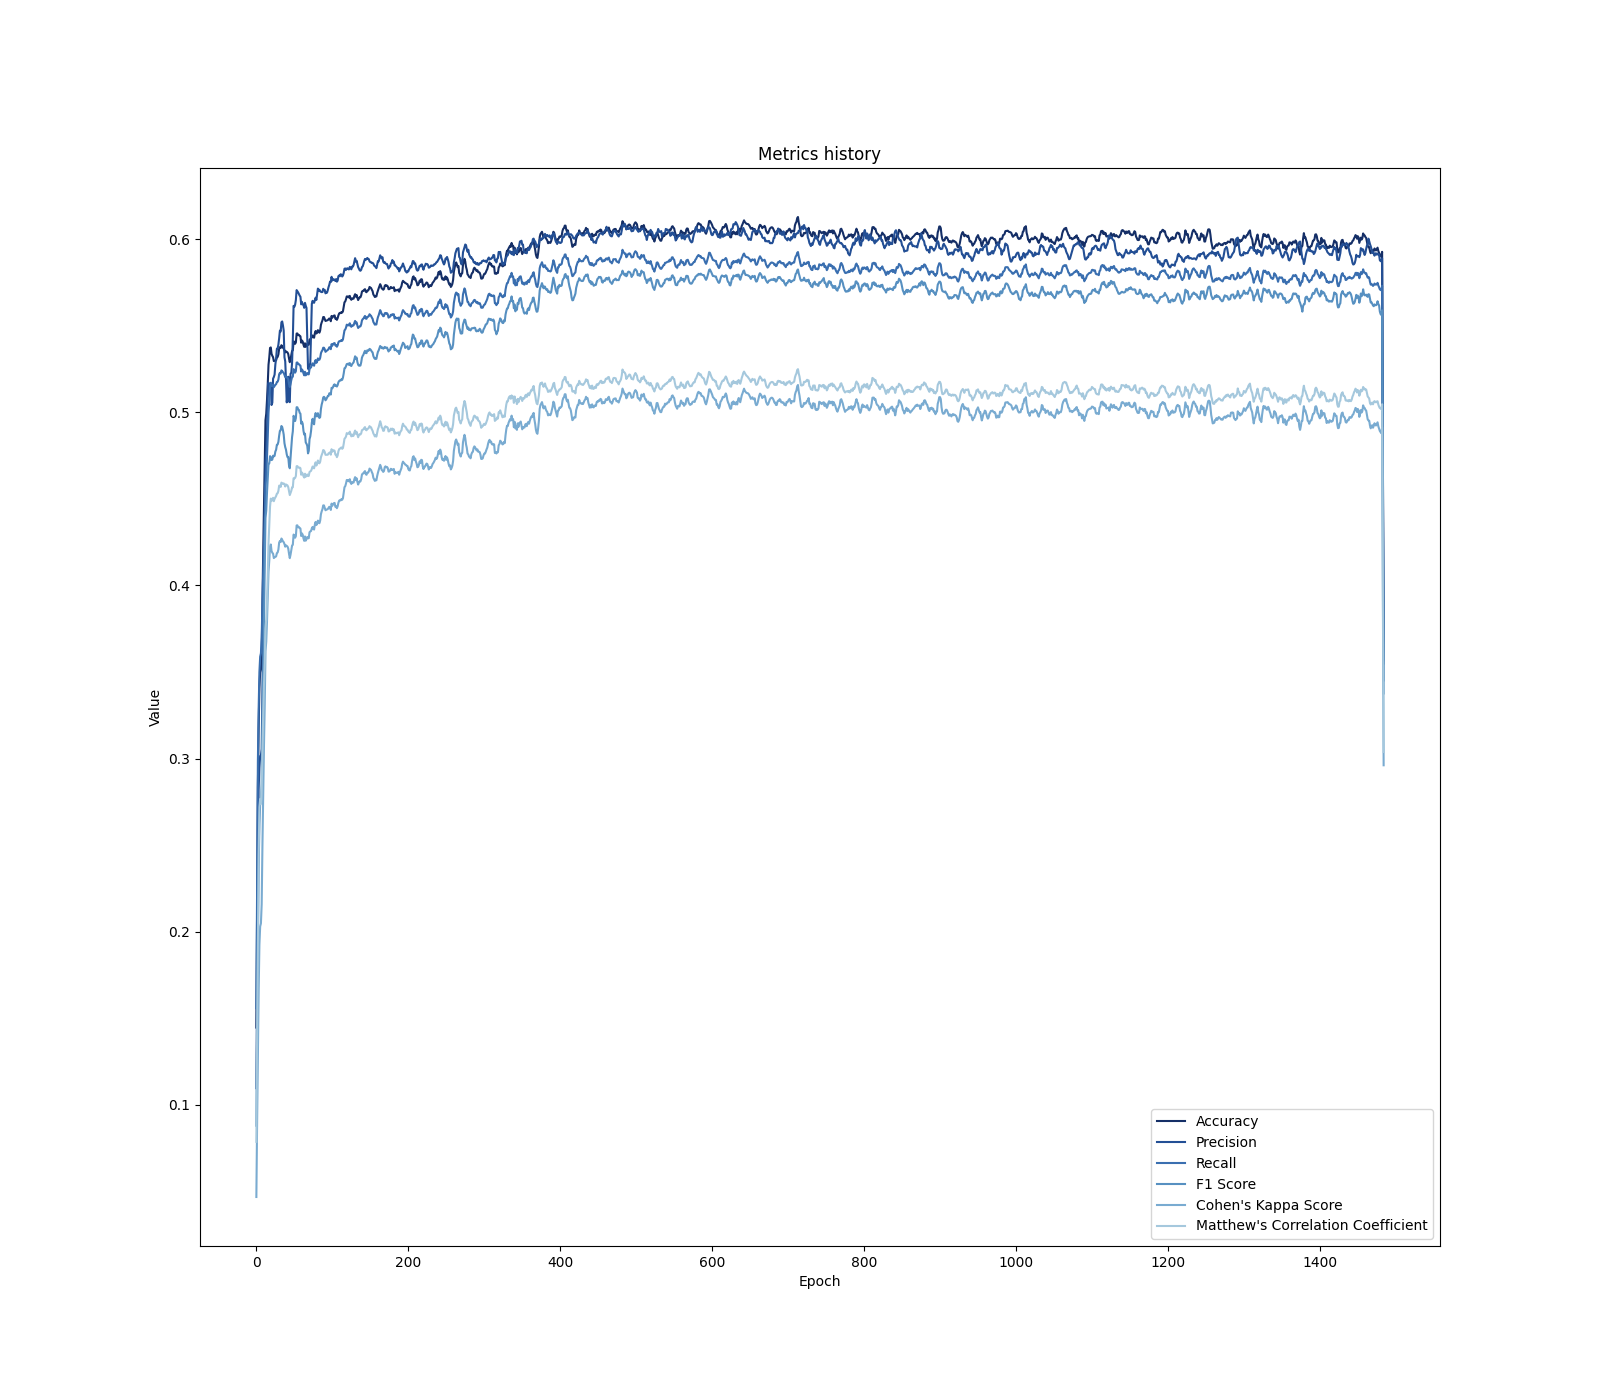 Metrics history
0.6
0.5
0.4
0.3
0.2
0.1
Value
0 200 400 600 800 1000 1200 1400
Epoch
Accuracy
Precision
Recall
F1 Score
Cohen's Kappa Score
Matthew's Correlation Coefficient